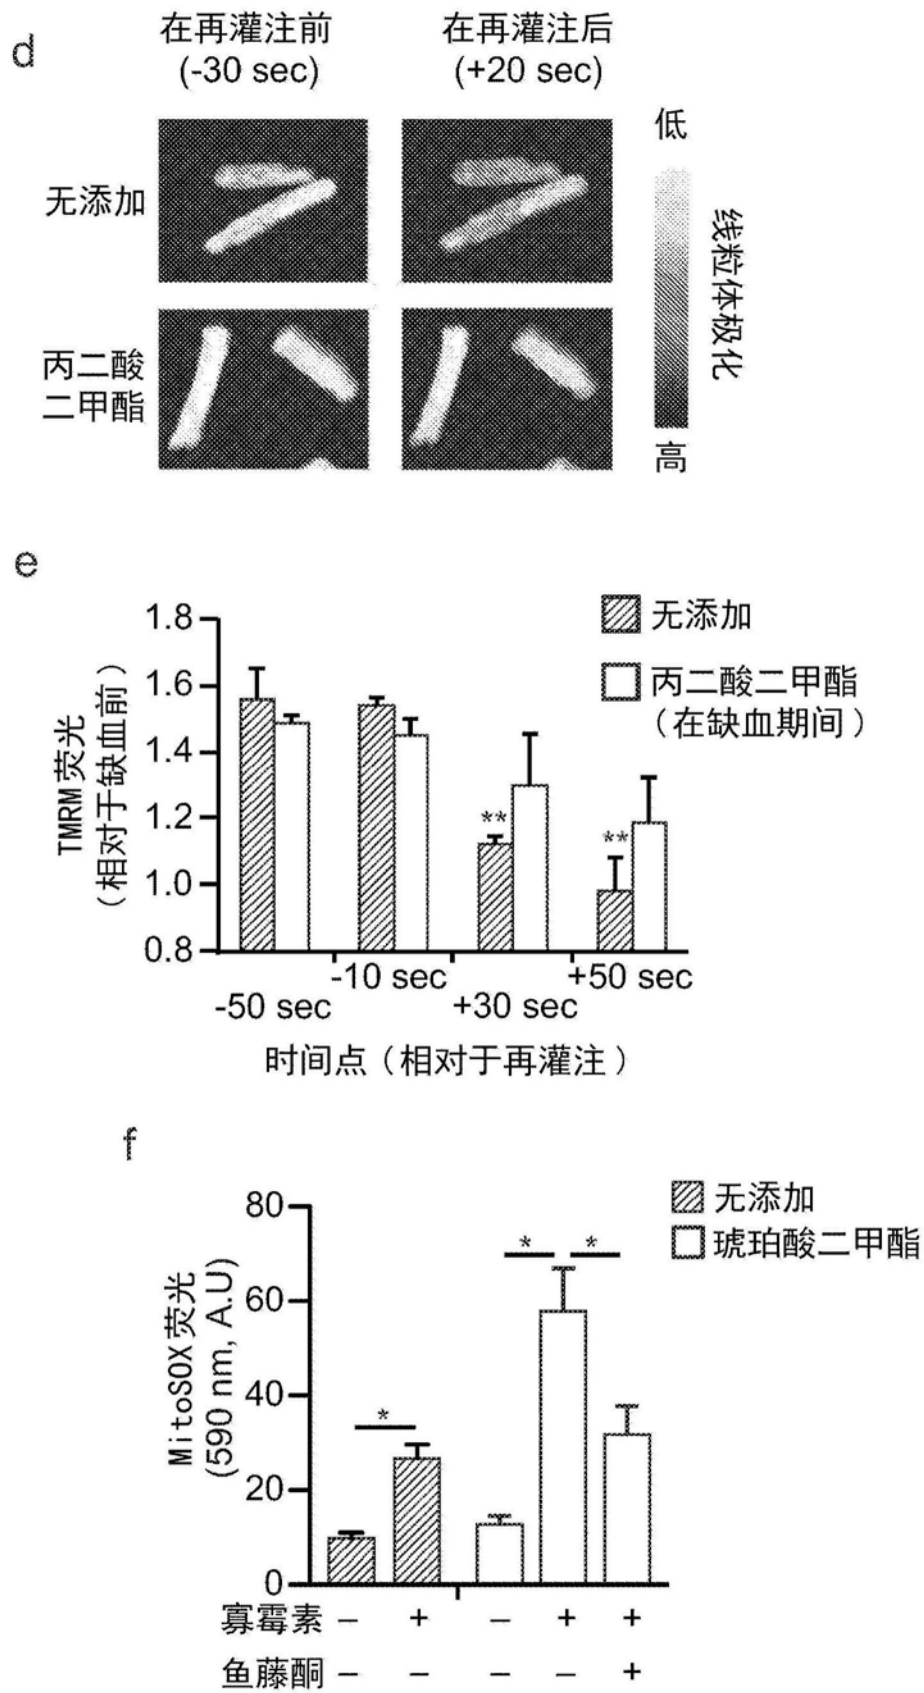 d
在再灌注前
(-30 sec)
在再灌注后
(+20 sec)
无添加
丙二酸
二甲酯
低
线粒体极化
高
e
TMRM荧光
（相对于缺血前）
1.8
1.6
1.4
1.2
1.0
0.8
**
**
无添加
丙二酸二甲酯
（在缺血期间）
-50 sec
-10 sec
+30 sec
+50 sec
时间点（相对于再灌注）
f
MitoSOX荧光
(590 nm, A.U)
80
60
40
20
0
*
*
*
无添加
琥珀酸二甲酯
寡霉素 – + – + +
鱼藤酮 – – – – +